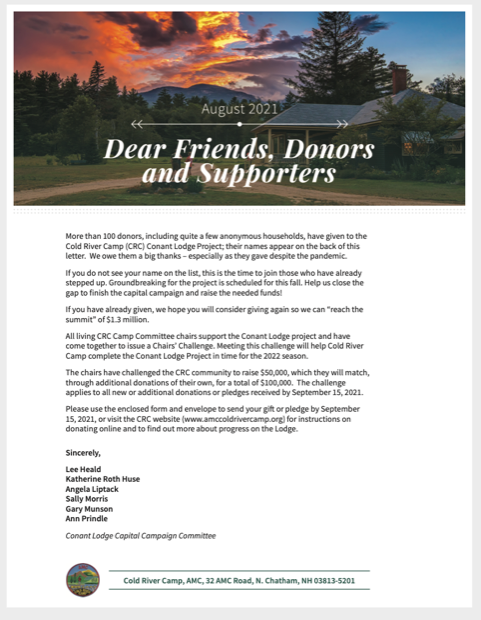 August 2021
Dear Friends, Donors
and Supporters
More than 100 donors, including quite a few anonymous households, have given to the
Cold River Camp (CRC) Conant Lodge Project; their names appear on the back of this
letter. We owe them a big thanks – especially as they gave despite the pandemic.
If you do not see your name on the list, this is the time to join those who have already
stepped up. Groundbreaking for the project is scheduled for this fall. Help us close the
gap to finish the capital campaign and raise the needed funds!
If you have already given, we hope you will consider giving again so we can “reach the
summit” of $1.3 million.
All living CRC Camp Committee chairs support the Conant Lodge project and have
come together to issue a Chairs’ Challenge. Meeting this challenge will help Cold River
Camp complete the Conant Lodge Project in time for the 2022 season.
The chairs have challenged the CRC community to raise $50,000, which they will match,
through additional donations of their own, for a total of $100,000. The challenge
applies to all new or additional donations or pledges received by September 15, 2021.
Please use the enclosed form and envelope to send your gift or pledge by September
15, 2021, or visit the CRC website (www.amccoldrivercamp.org) for instructions on
donating online and to find out more about progress on the Lodge.
Sincerely,
Lee Heald
Katherine Roth Huse
Angela Liptack
Sally Morris
Gary Munson
Ann Prindle
Conant Lodge Capital Campaign Committee
Cold River Camp, AMC, 32 AMC Road, N. Chatham, NH 03813-5201